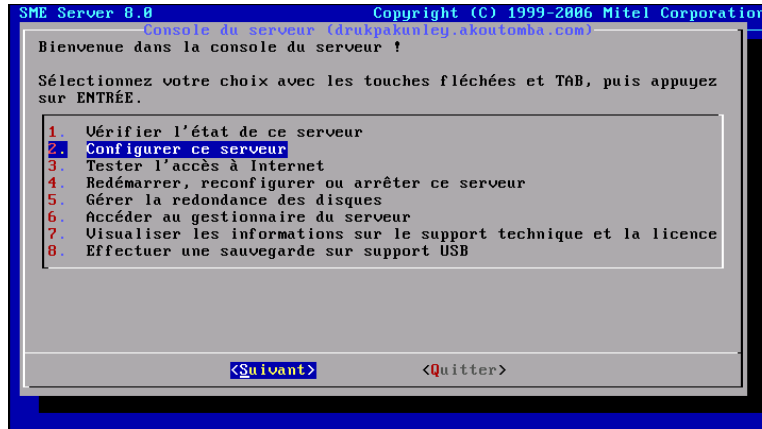 SME Server 8.0 Copyright (C) 1999-2006 Mitel Corporation
Console du serveur (drukpakunley.akoutomba.com)
Bienvenue dans la console du serveur !
Sélectionnez votre choix avec les touches fléchées et TAB, puis appuyez
sur ENTRÉE.
1. Vérifier l'état de ce serveur
2. Configurer ce serveur
3. Tester l'accès à Internet
4. Redémarrer, reconfigurer ou arrêter ce serveur
5. Gérer la redondance des disques
6. Accéder au gestionnaire du serveur
7. Visualiser les informations sur le support technique et la licence
8. Effectuer une sauvegarde sur support USB
<Suivant> <Quitter>